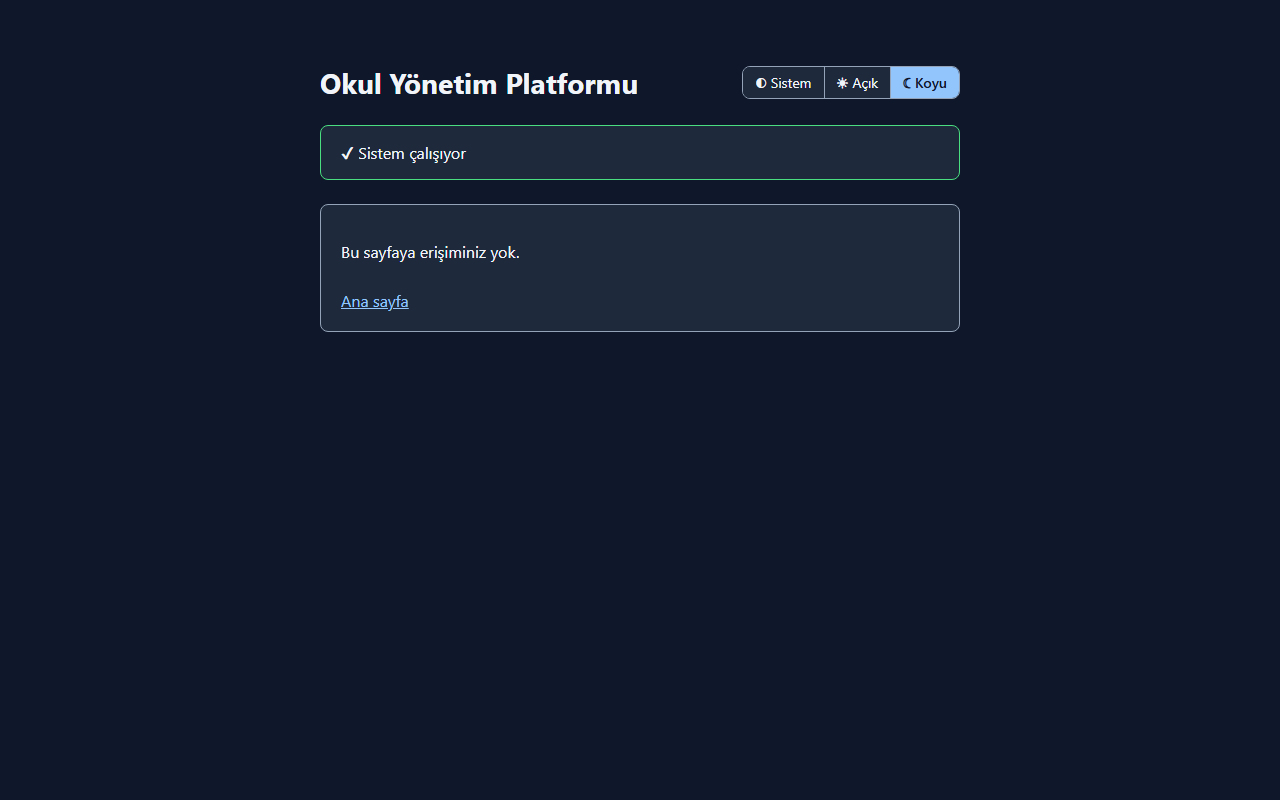 Okul Yönetim Platformu
◐ Sistem
☀ Açık
☾ Koyu
✔ Sistem çalışıyor
Bu sayfaya erişiminiz yok.
Ana sayfa